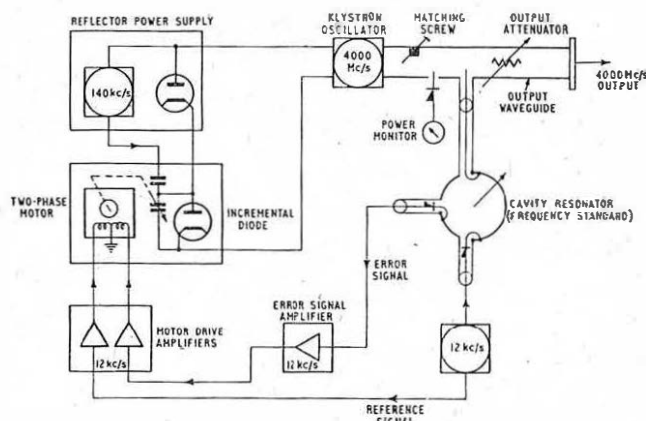 REFLECTOR POWER SUPPLY
140kc/s
KLYSTRON
OSCILLATOR
4000
Mc/s
MATCHING
SCREW
OUTPUT
ATTENUATOR
4000Mc/s
OUTPUT
OUTPUT
WAVEGUIDE
POWER
MONITOR
TWO-PHASE
MOTOR
INCREMENTAL
DIODE
CAVITY RESONATOR
(FREQUENCY STANDARD)
ERROR
SIGNAL
ERROR SIGNAL
AMPLIFIER
MOTOR DRIVE
AMPLIFIERS
12kc/s
12kc/s
12kc/s
REFERENCE
SIGNAL